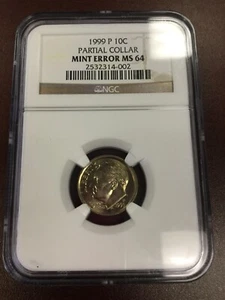 1999 P 10C
PARTIAL COLLAR
MINT ERROR MS 64
2532314-002
NGC